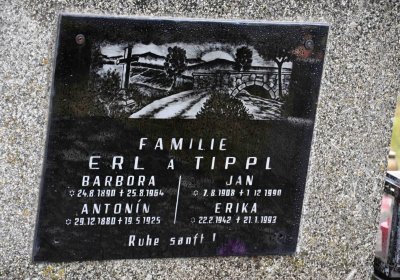 FAMILIE
ERL A TIPPL
BARBORA JAN
☆24.8.1890 +25.8.1964 ☆7.8.1908 +1.12.1990
ANTONÍN ERIKA
☆29.12.1880 +19.5.1925 ☆22.2.1942 +21.1.1993
Ruhe sanft!